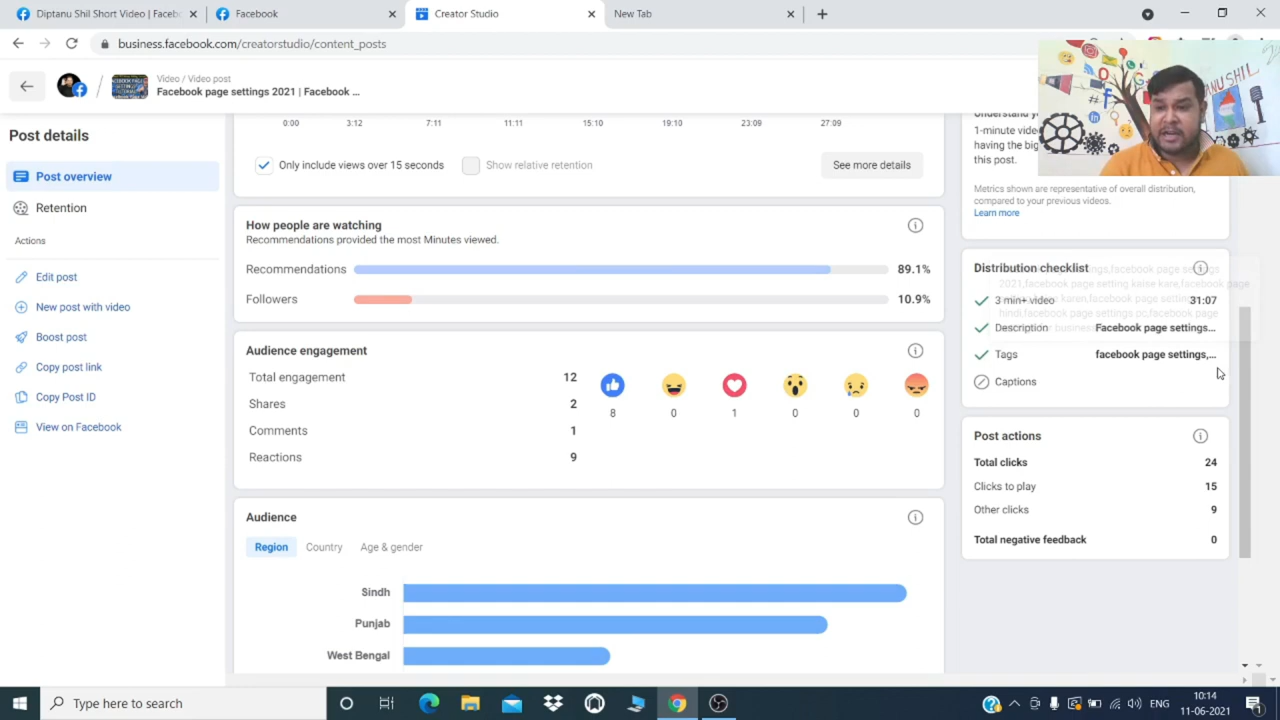 Diptanu Shil Short Video | Faceb
Facebook
Creator Studio
New Tab
business.facebook.com/creatorstudio/content_posts
Video / Video post
Facebook page settings 2021 | Facebook ...
Post details
Post overview
Retention
Actions
Edit post
New post with video
Boost post
Copy post link
Copy Post ID
View on Facebook
0:00 3:12 7:11 11:11 15:10 19:10 23:09 27:09
Only include views over 15 seconds
Show relative retention
See more details
How people are watching
Recommendations provided the most Minutes viewed.
Recommendations 89.1%
Followers 10.9%
Audience engagement
Total engagement 12
Shares 2
Comments 1
Reactions 9
8 0 1 0 0 0
Audience
Region Country Age & gender
Sindh
Punjab
West Bengal
1-minute vide
having the big
this post.
Metrics shown are representative of overall distribution,
compared to your previous videos.
Learn more
Distribution checklist
3 min+ video 31:07
Description Facebook page settings...
Tags facebook page settings,...
Captions
Post actions
Total clicks 24
Clicks to play 15
Other clicks 9
Total negative feedback 0
Type here to search
ENG
10:14
11-06-2021